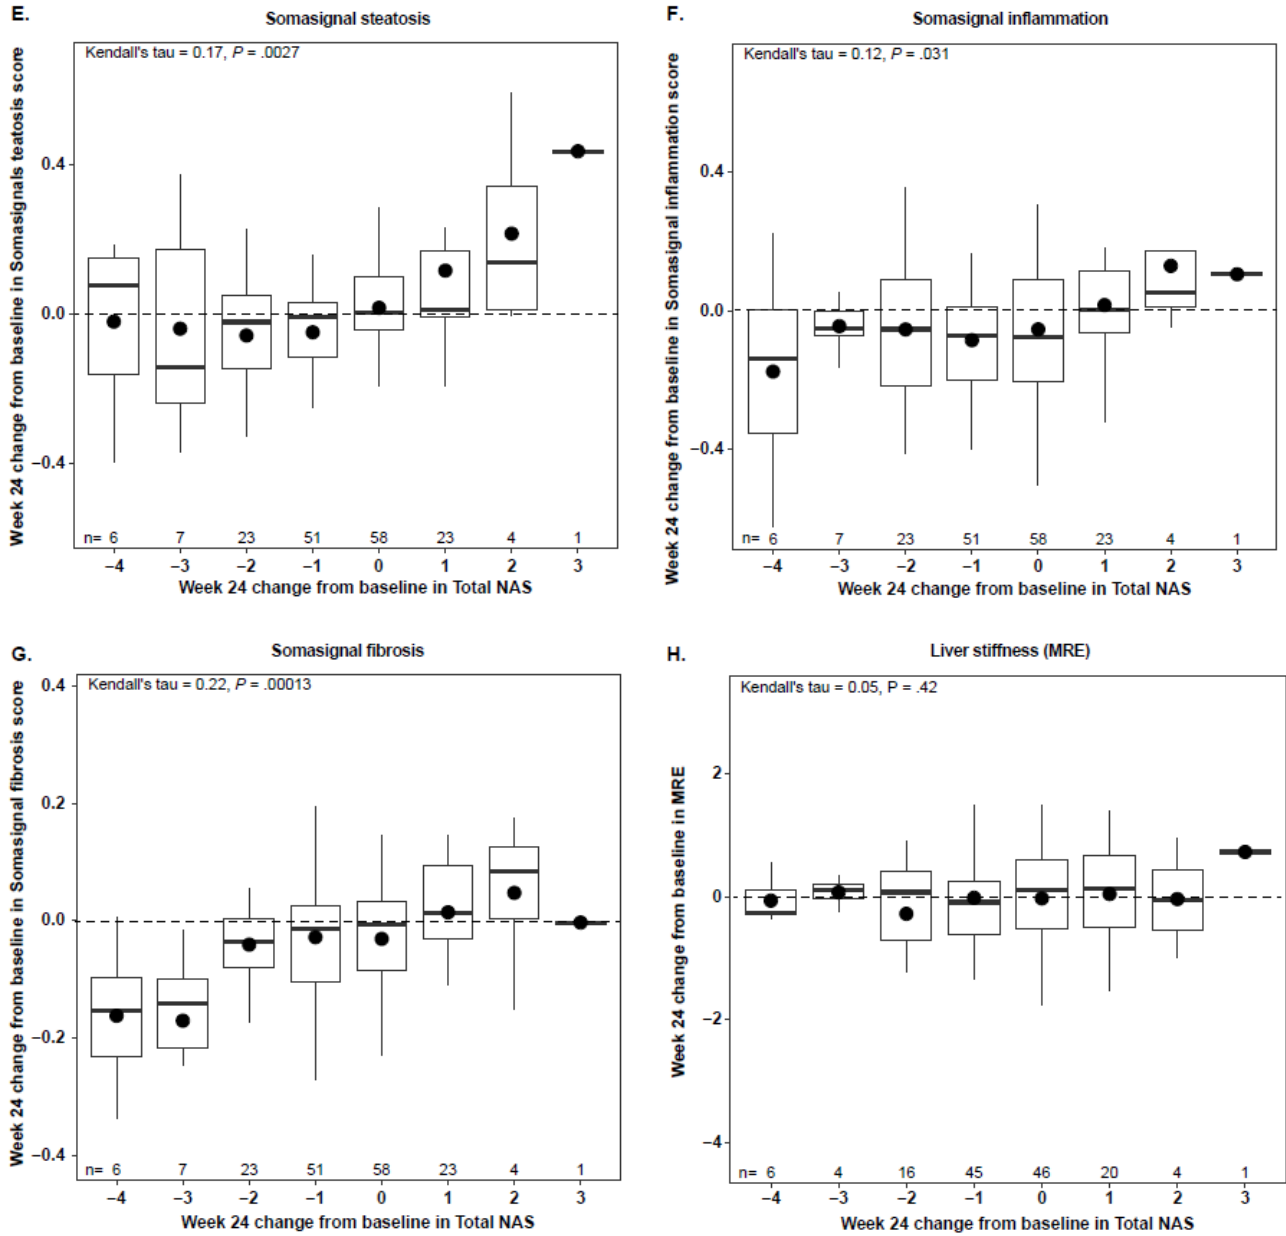 E.
Somasignal steatosis
Kendall's tau = 0.17, P = .0027
Week 24 change from baseline in Somasignals teatosis score
0.4
0.0
−0.4
n= 6 7 23 51 58 23 4 1
−4 −3 −2 −1 0 1 2 3
Week 24 change from baseline in Total NAS
F.
Somasignal inflammation
Kendall's tau = 0.12, P = .031
Week 24 change from baseline in Somasignal inflammation score
0.4
0.0
−0.4
n= 6 7 23 51 58 23 4 1
−4 −3 −2 −1 0 1 2 3
Week 24 change from baseline in Total NAS
G.
Somasignal fibrosis
Kendall's tau = 0.22, P = .00013
Week 24 change from baseline in Somasignal fibrosis score
0.4
0.2
0.0
−0.2
−0.4
n= 6 7 23 51 58 23 4 1
−4 −3 −2 −1 0 1 2 3
Week 24 change from baseline in Total NAS
H.
Liver stiffness (MRE)
Kendall's tau = 0.05, P = .42
Week 24 change from baseline in MRE
2
0
−2
−4
n= 6 4 16 45 46 20 4 1
−4 −3 −2 −1 0 1 2 3
Week 24 change from baseline in Total NAS